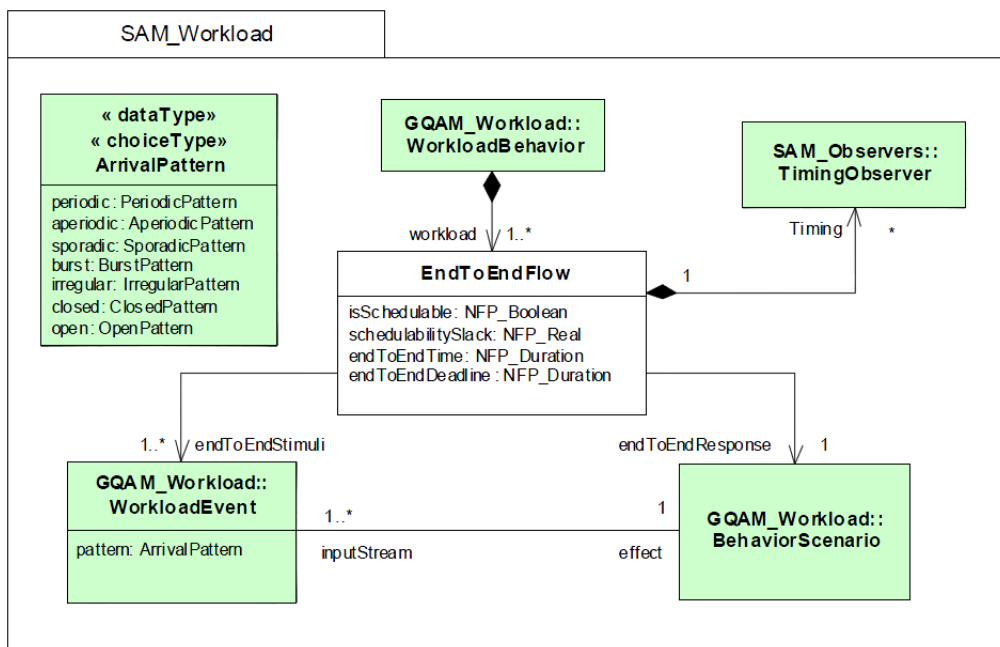 SAM_Workload
« dataType»
« choiceType»
ArrivalPattern
periodic: PeriodicPattern
aperiodic: AperiodicPattern
sporadic: SporadicPattern
burst: BurstPattern
irregular: IrregularPattern
closed: ClosedPattern
open: OpenPattern
GQAM_Workload::
WorkloadBehavior
SAM_Observers::
TimingObserver
workload 1..*
Timing *
EndToEndFlow
1
isSchedulable: NFP_Boolean
schedulabilitySlack: NFP_Real
endToEndTime: NFP_Duration
endToEndDeadline : NFP_Duration
1..* endToEndStimuli
endToEndResponse 1
GQAM_Workload::
WorkloadEvent
pattern: ArrivalPattern
1..* 1
inputStream effect
GQAM_Workload::
BehaviorScenario